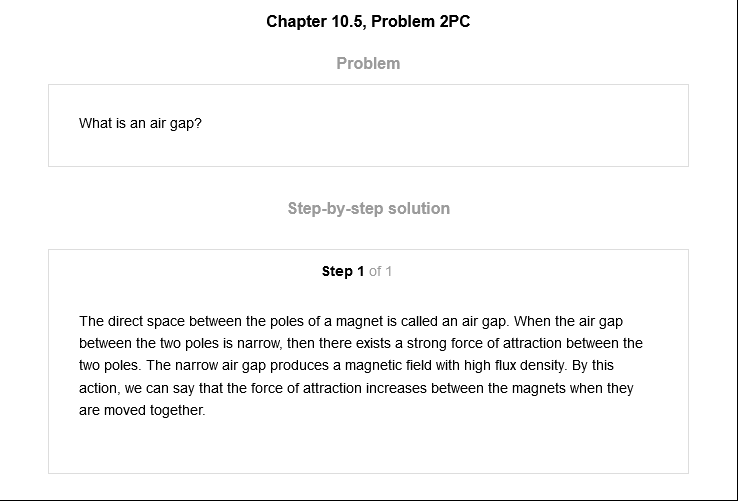 Chapter 10.5, Problem 2PC
Problem
What is an air gap?
Step-by-step solution
Step 1 of 1
The direct space between the poles of a magnet is called an air gap. When the air gap
between the two poles is narrow, then there exists a strong force of attraction between the
two poles. The narrow air gap produces a magnetic field with high flux density. By this
action, we can say that the force of attraction increases between the magnets when they
are moved together.